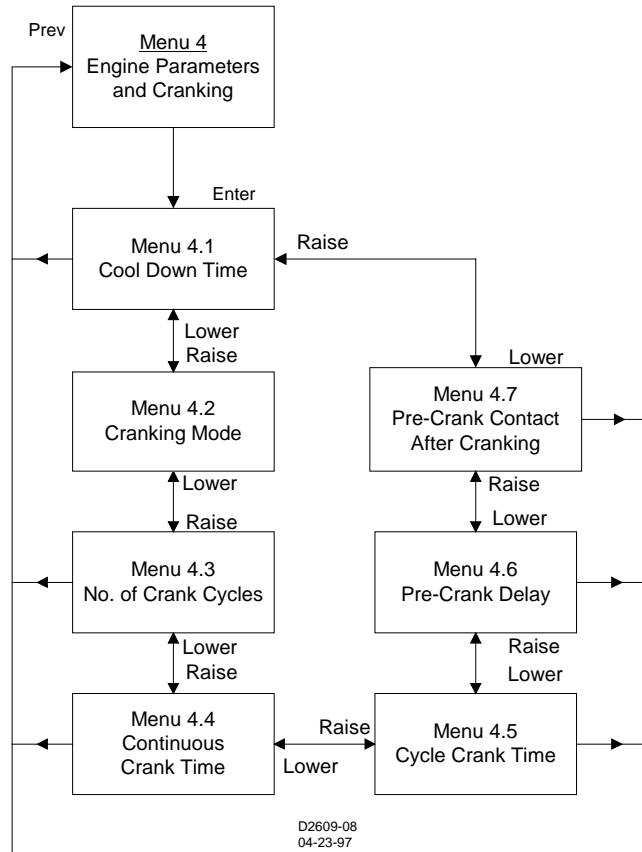 Prev
Menu 4
Engine Parameters
and Cranking
Enter
Menu 4.1
Cool Down Time
Raise
Lower
Raise
Lower
Menu 4.2
Cranking Mode
Menu 4.7
Pre-Crank Contact
After Cranking
Lower
Raise
Raise
Lower
Menu 4.3
No. of Crank Cycles
Menu 4.6
Pre-Crank Delay
Lower
Raise
Raise
Lower
Menu 4.4
Continuous
Crank Time
Raise
Lower
Menu 4.5
Cycle Crank Time
D2609-08
04-23-97